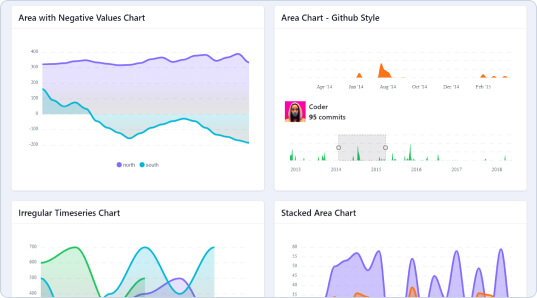 Area with Negative Values Chart
400
300
200
100
0
-100
-200
north south
Area Chart - Github Style
Apr '14 Jun '14 Aug '14 Oct '14 Dec '14 Feb '15
Coder
95 commits
2013 2014 2015 2016 2017 2018
Irregular Timeseries Chart
700
600
500
400
Stacked Area Chart
60
50
45
40
35